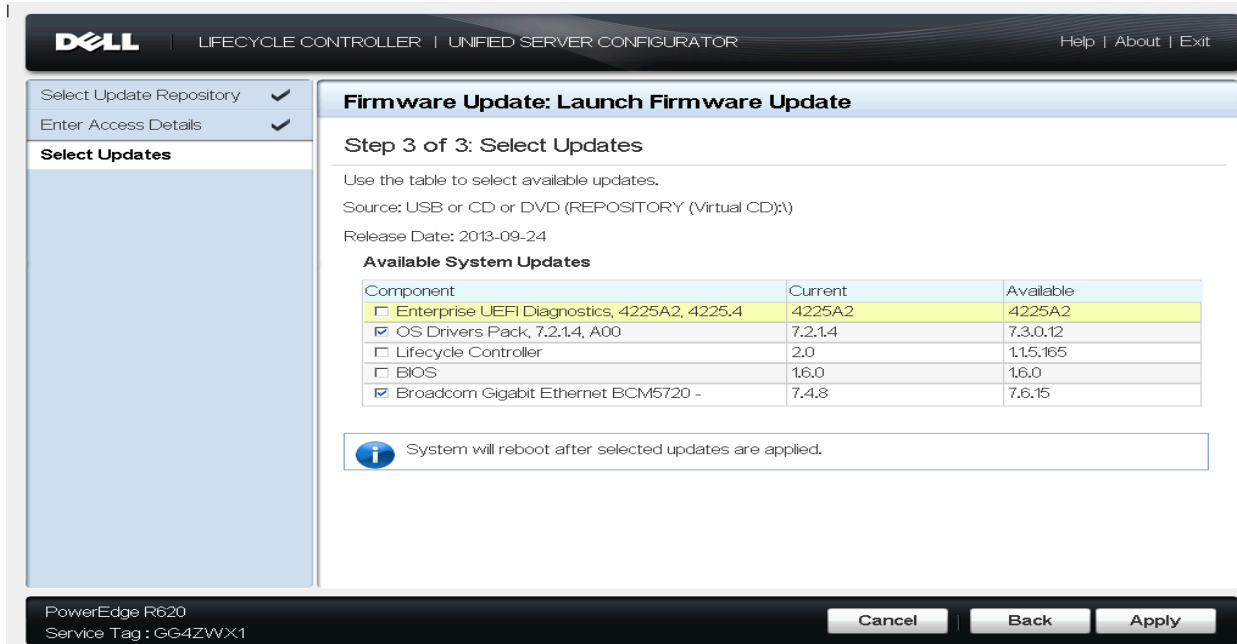 DELL LIFECYCLE CONTROLLER | UNIFIED SERVER CONFIGURATOR Help | About | Exit
Select Update Repository
Enter Access Details
Select Updates
Firmware Update: Launch Firmware Update
Step 3 of 3: Select Updates
Use the table to select available updates.
Source: USB or CD or DVD (REPOSITORY (Virtual CD):\)
Release Date: 2013-09-24
Available System Updates
Component Current Available
Enterprise UEFI Diagnostics, 4225A2, 4225.4 4225A2 4225A2
OS Drivers Pack, 7.2.1.4, A00 7.2.1.4 7.3.0.12
Lifecycle Controller 2.0 1.1.5.165
BIOS 1.6.0 1.6.0
Broadcom Gigabit Ethernet BCM5720 - 7.4.8 7.6.15
System will reboot after selected updates are applied.
PowerEdge R620
Service Tag : GG4ZWX1
Cancel | Back Apply